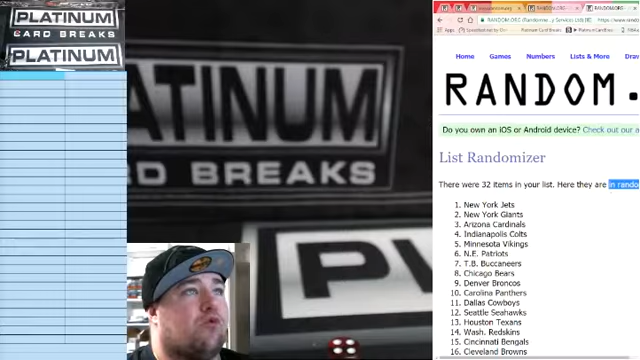 PLATINUM
CARD BREAKS
PLATINUM
ATINUM
D BREAKS
PL
Home Games Numbers Lists & More Draw
RANDOM.
Do you own an iOS or Android device? Check out our a
List Randomizer
There were 32 items in your list. Here they are in rando
1. New York Jets
2. New York Giants
3. Arizona Cardinals
4. Indianapolis Colts
5. Minnesota Vikings
6. N.E. Patriots
7. T.B. Buccaneers
8. Chicago Bears
9. Denver Broncos
10. Carolina Panthers
11. Dallas Cowboys
12. Seattle Seahawks
13. Houston Texans
14. Wash. Redskins
15. Cincinnati Bengals
16. Cleveland Browns